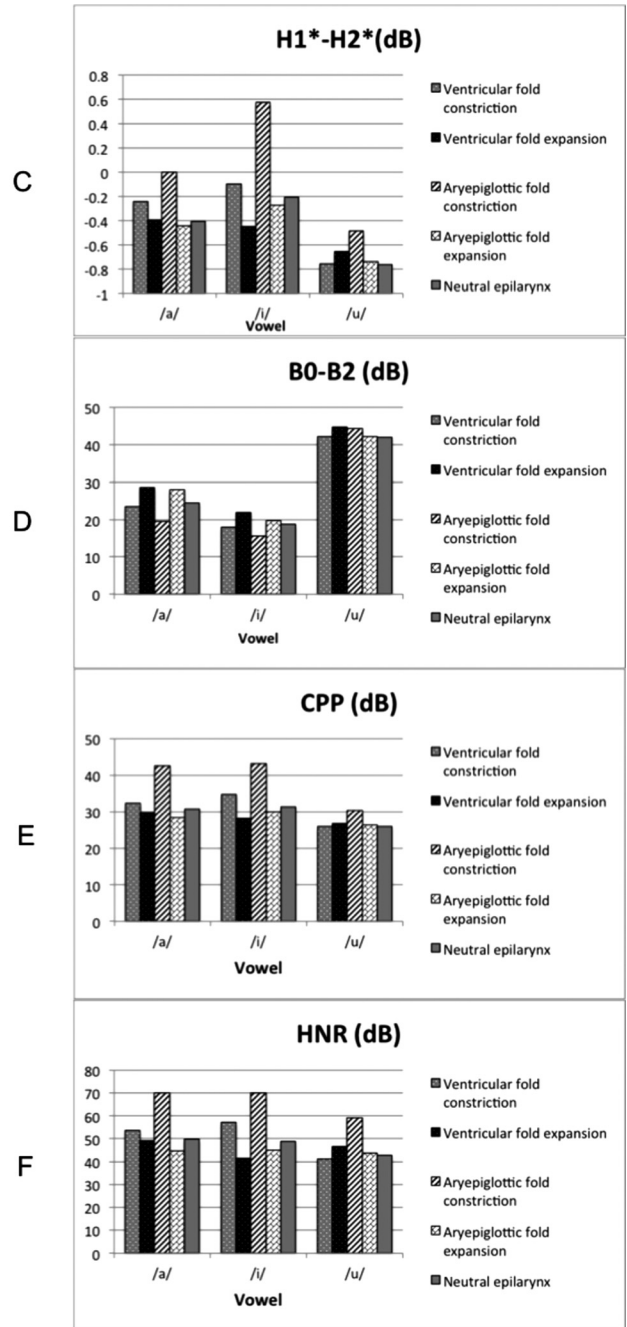 C
H1*-H2*(dB)
0.8
0.6
0.4
0.2
0
-0.2
-0.4
-0.6
-0.8
-1
/a/
/i/
/u/
Vowel
Ventricular fold
constriction
Ventricular fold expansion
Aryepiglottic fold
constriction
Aryepiglottic fold
expansion
Neutral epilarynx
D
B0-B2 (dB)
50
40
30
20
10
0
/a/
/i/
/u/
Vowel
Ventricular fold
constriction
Ventricular fold expansion
Aryepiglottic fold
constriction
Aryepiglottic fold
expansion
Neutral epilarynx
E
CPP (dB)
50
40
30
20
10
0
/a/
/i/
/u/
Vowel
Ventricular fold
constriction
Ventricular fold expansion
Aryepiglottic fold
constriction
Aryepiglottic fold
expansion
Neutral epilarynx
F
HNR (dB)
80
70
60
50
40
30
20
10
0
/a/
/i/
/u/
Vowel
Ventricular fold
constriction
Ventricular fold expansion
Aryepiglottic fold
constriction
Aryepiglottic fold
expansion
Neutral epilarynx